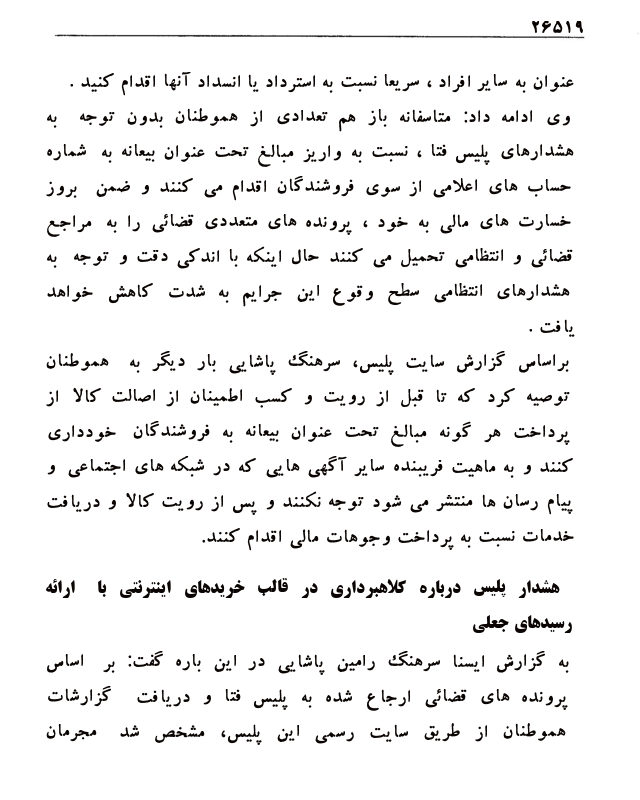 ۲۶۵۱۹
عنوان به سایر افراد ، سریعا نسبت به استرداد یا انسداد آنها اقدام کنید .
وی ادامه داد: متاسفانه باز هم تعدادی از هموطنان بدون توجه به
هشدارهای پلیس فتا ، نسبت به واریز مبالغ تحت عنوان بیعانه به شماره
حساب های اعلامی از سوی فروشندگان اقدام می کنند و ضمن بروز
خسارت های مالی به خود ، پرونده های متعددی قضائی را به مراجع
قضائی و انتظامی تحمیل می کنند حال اینکه با اندکی دقت و توجه به
هشدارهای انتظامی سطح وقوع این جرایم به شدت کاهش خواهد
یافت .
براساس گزارش سایت پلیس، سرهنگ پاشایی بار دیگر به هموطنان
توصیه کرد که تا قبل از رویت و کسب اطمینان از اصالت کالا از
پرداخت هر گونه مبالغ تحت عنوان بیعانه به فروشندگان خودداری
کنند و به ماهیت فریبنده سایر آگهی هایی که در شبکه های اجتماعی و
پیام رسان ها منتشر می شود توجه نکنند و پس از رویت کالا و دریافت
خدمات نسبت به پرداخت وجوهات مالی اقدام کنند.
هشدار پلیس درباره کلاهبرداری در قالب خریدهای اینترنتی با ارائه
رسیدهای جعلی
به گزارش ایسنا سرهنگ رامین پاشایی در این باره گفت: بر اساس
پرونده های قضائی ارجاع شده به پلیس فتا و دریافت گزارشات
هموطنان از طریق سایت رسمی این پلیس، مشخص شد مجرمان